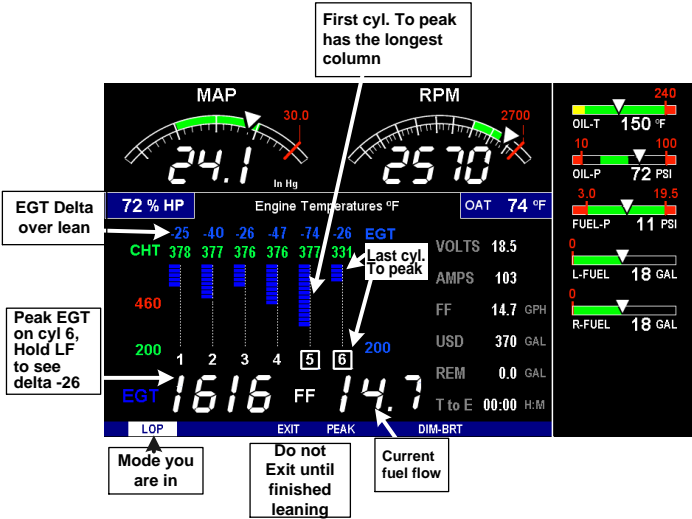 First cyl. To peak
has the longest
column
MAP
30.0
24.1
In Hg
RPM
2700
2570
240
OIL-T 150 °F
10 100
OIL-P 72 PSI
3.0 19.5
FUEL-P 11 PSI
0
L-FUEL 18 GAL
0
R-FUEL 18 GAL
EGT Delta
over lean
72 % HP
Engine Temperatures ºF
OAT 74 ºF
-25 -40 -26 -47 -74 -26 EGT
CHT 378 377 376 376 377 331
Last cyl.
To peak
460
200
200
1 2 3 4 5 6
VOLTS 18.5
AMPS 103
FF 14.7 GPH
USD 370 GAL
REM 0.0 GAL
T to E 00:00 H:M
Peak EGT
on cyl 6,
Hold LF
to see
delta -26
EGT 1616 FF 14.7
LOP EXIT PEAK DIM-BRT
Mode you
are in
Do not
Exit until
finished
leaning
Current
fuel flow